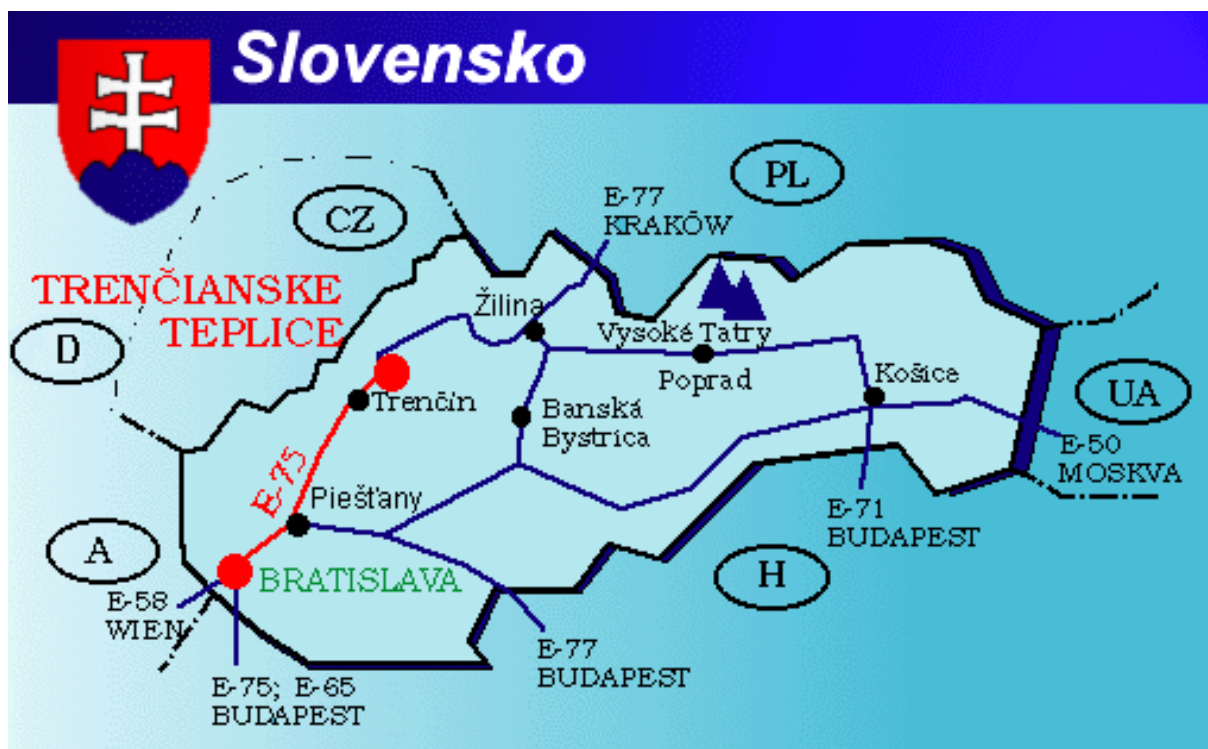 Slovensko
PL
CZ
E-77
KRAKÓW
TRENČIANSKE
TEPLICE
Žilina
Vysoké Tatry
D
Poprad
Košice
UA
Trenčín
Banská
Bystrica
E-50
MOSKVA
E-75
Piešťany
E-71
BUDAPEST
A
H
BRATISLAVA
E-58
WIEN
E-77
BUDAPEST
E-75; E-65
BUDAPEST